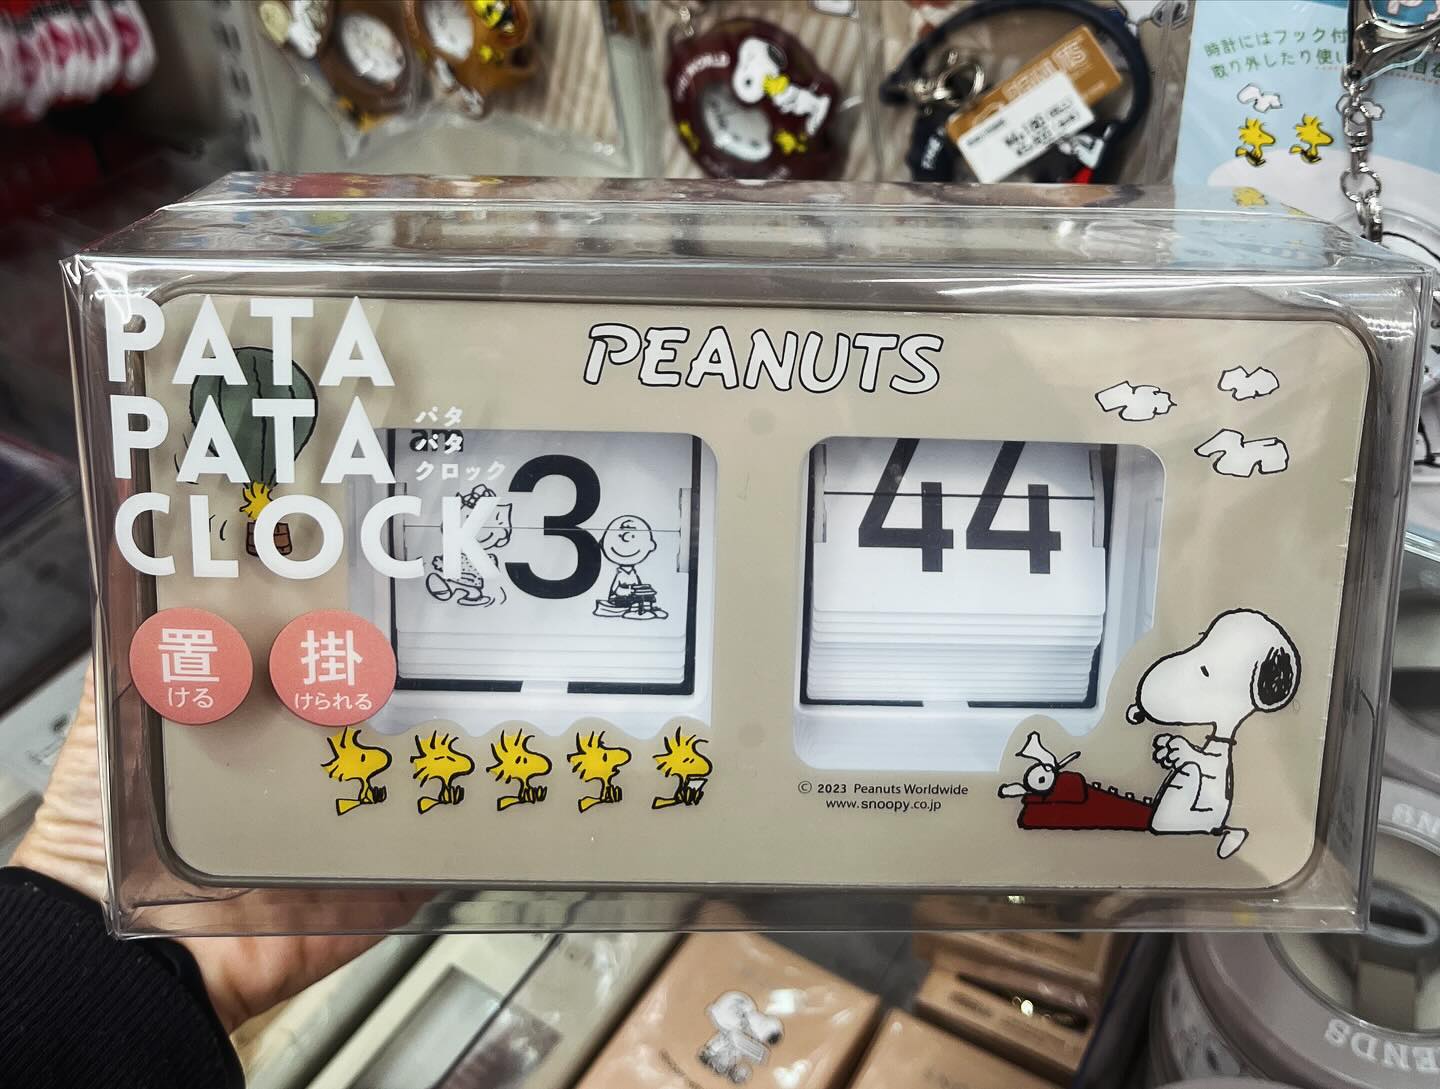 時計にはフック付
取り外したり使い
PEANUTS
PATA
PATA
CLOCK
パタ
パタ
クロック
am
3
44
置
ける
掛
けられる
© 2023 Peanuts Worldwide
www.snoopy.co.jp